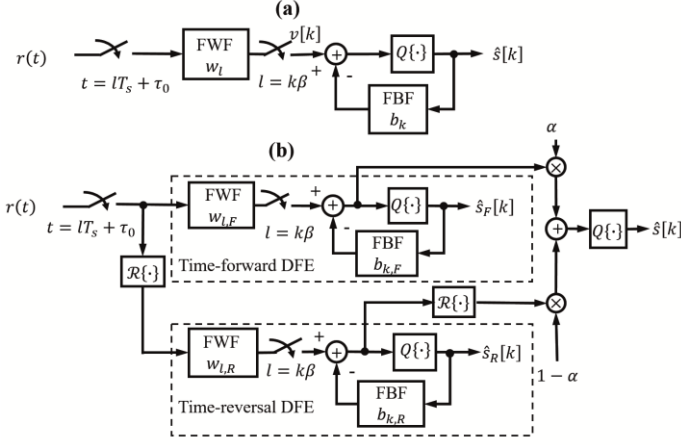 (a)
r(t)
t = lT_s + τ_0
FWF
w_l
l = kβ
v[k]
+
+
-
Q{·}
ŝ[k]
FBF
b_k
(b)
α
×
r(t)
t = lT_s + τ_0
FWF
w_{l,F}
l = kβ
+
+
-
Q{·}
ŝ_F[k]
FBF
b_{k,F}
Time-forward DFE
+
Q{·}
ŝ[k]
ℛ{·}
ℛ{·}
×
1 − α
FWF
w_{l,R}
l = kβ
+
+
-
Q{·}
ŝ_R[k]
FBF
b_{k,R}
Time-reversal DFE